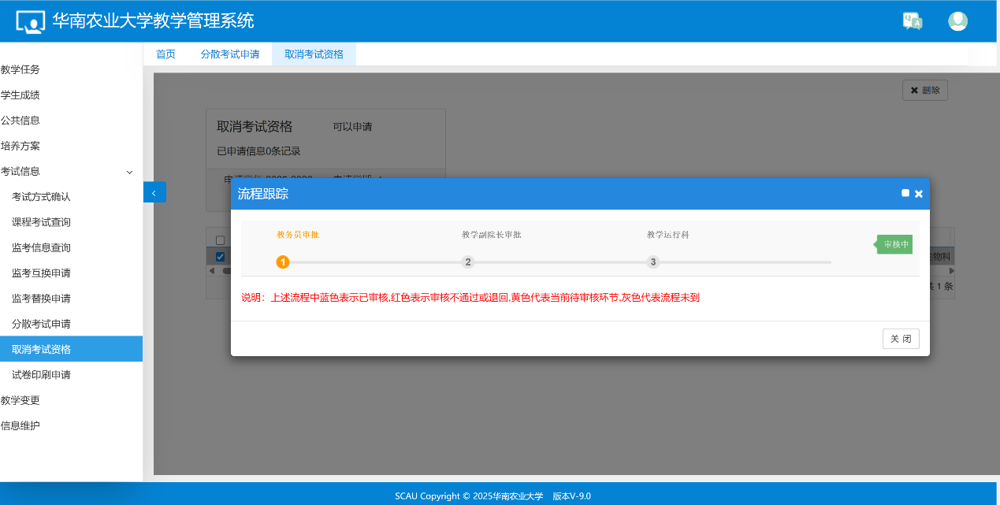 华南农业大学教学管理系统
首页 分散考试申请 取消考试资格
教学任务
学生成绩
公共信息
培养方案
考试信息
考试方式确认
课程考试查询
监考信息查询
监考互换申请
监考替换申请
分散考试申请
取消考试资格
试卷印刷申请
教学变更
信息维护
删除
取消考试资格 可以申请
已申请信息0条记录
流程跟踪
教务员审批 教学副院长审批 教学运行科
审核中
1 2 3
说明：上述流程中蓝色表示已审核,红色表示审核不通过或退回,黄色代表当前待审核环节,灰色代表流程未到
关 闭
生物科
共 1 条
SCAU Copyright © 2025华南农业大学 版本V-9.0